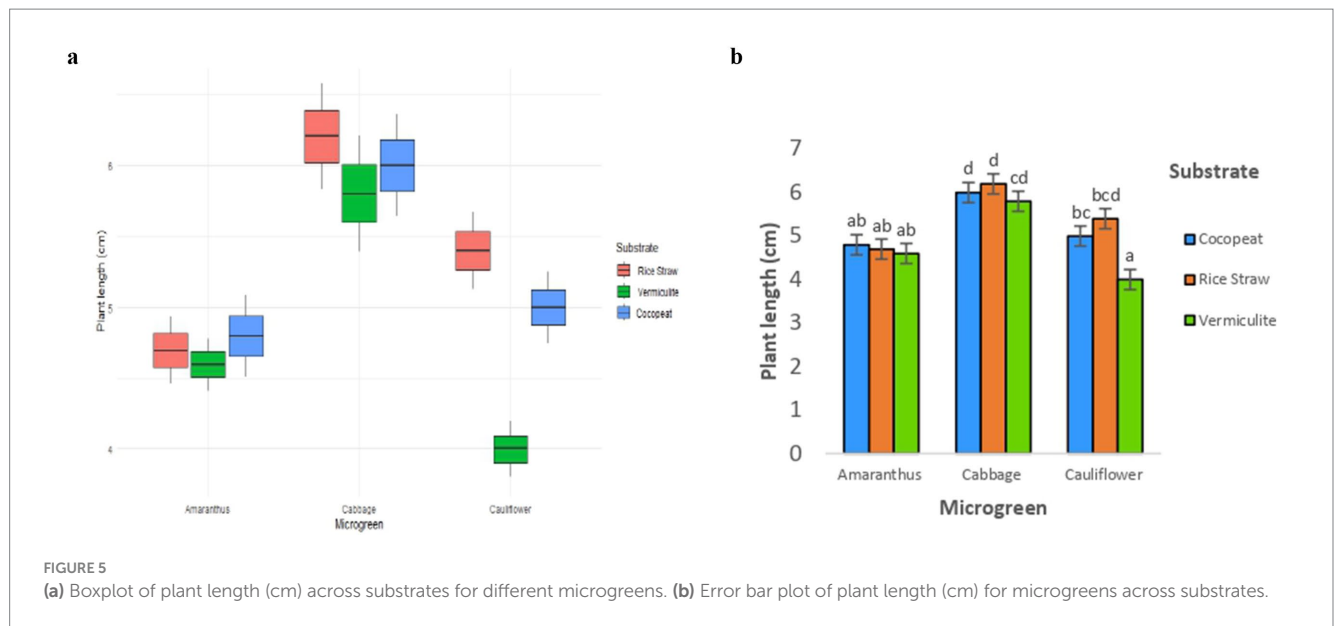 a
6
5
4
Plant length (cm)
Amaranthus
Cabbage
Cauliflower
Microgreen
Substrate
Rice Straw
Vermiculite
Cocopeat
b
7
6
5
4
3
2
1
0
Plant length (cm)
ab ab ab
d d cd
bc bcd a
Amaranthus Cabbage Cauliflower
Microgreen
Substrate
Cocopeat
Rice Straw
Vermiculite
FIGURE 5
(a) Boxplot of plant length (cm) across substrates for different microgreens. (b) Error bar plot of plant length (cm) for microgreens across substrates.